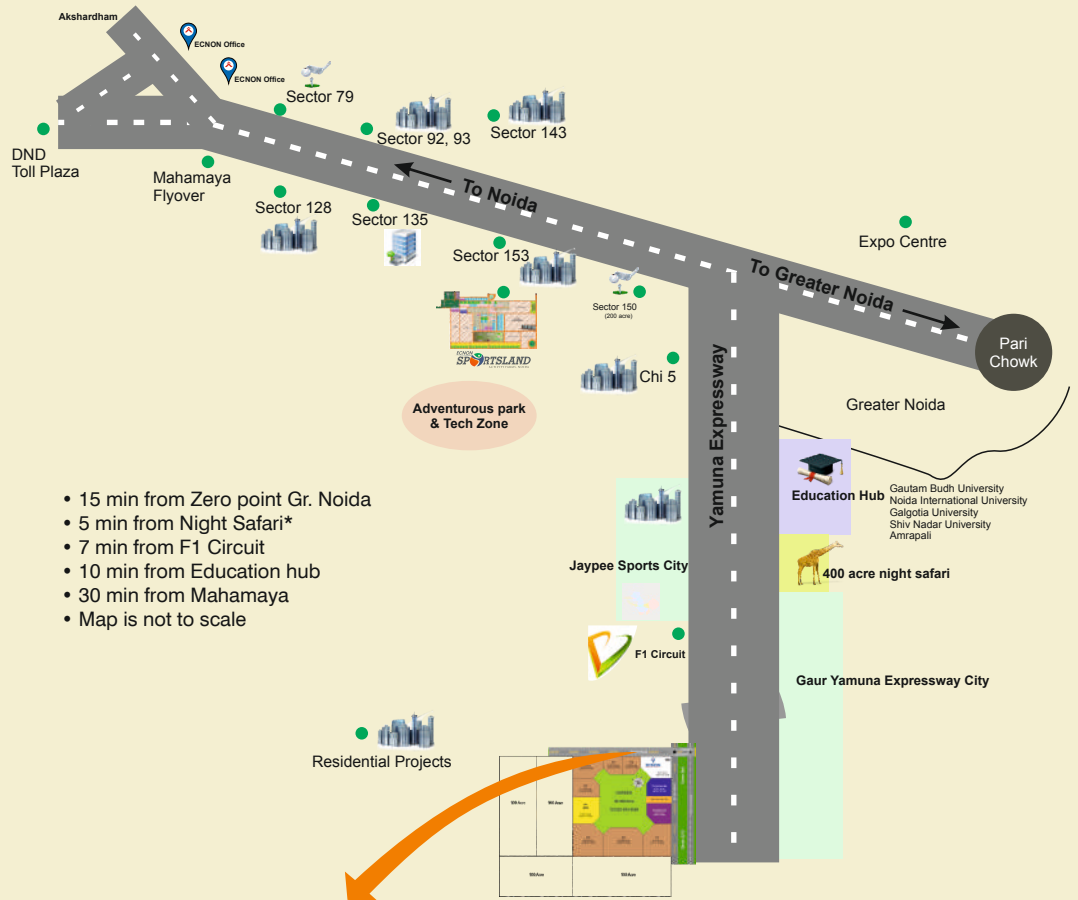 Akshardham
ECNON Office
ECNON Office
Sector 79
Sector 92, 93
Sector 143
DND
Toll Plaza
Mahamaya
Flyover
To Noida
Sector 128
Sector 135
Sector 153
Expo Centre
To Greater Noida
Sector 150
(200 acre)
Pari
Chowk
ECNON
SPORTSLAND
Chi 5
Greater Noida
Adventurous park
& Tech Zone
Yamuna Expressway
• 15 min from Zero point Gr. Noida
• 5 min from Night Safari*
• 7 min from F1 Circuit
• 10 min from Education hub
• 30 min from Mahamaya
• Map is not to scale
Education Hub
Gautam Budh University
Noida International University
Galgotia University
Shiv Nadar University
Amrapali
Jaypee Sports City
400 acre night safari
F1 Circuit
Gaur Yamuna Expressway City
Residential Projects